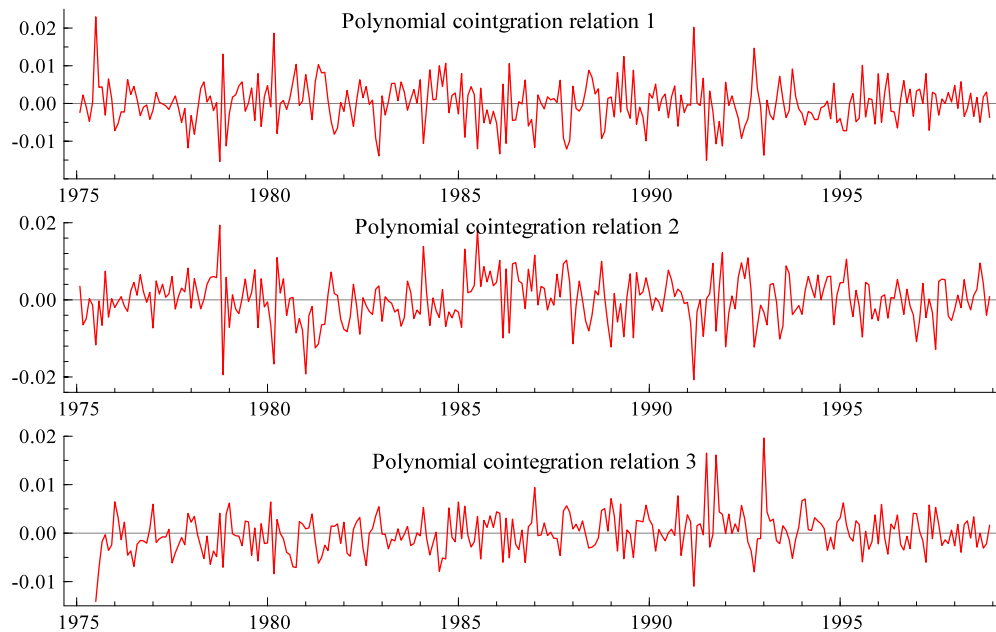 Polynomial cointgration relation 1
0.02
0.01
0.00
-0.01
1975 1980 1985 1990 1995
Polynomial cointegration relation 2
0.02
0.00
-0.02
1975 1980 1985 1990 1995
0.02
Polynomial cointegration relation 3
0.01
0.00
-0.01
1975 1980 1985 1990 1995